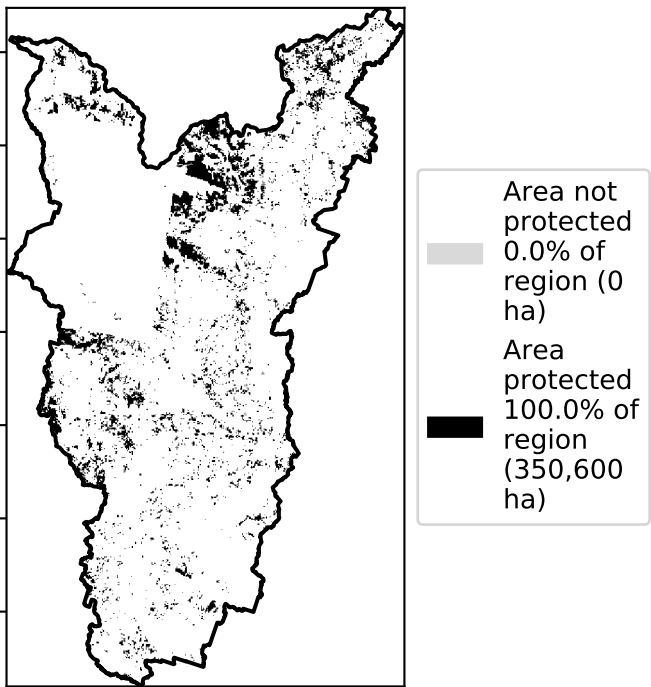 Area not
protected
0.0% of
region (0
ha)
Area
protected
100.0% of
region
(350,600
ha)